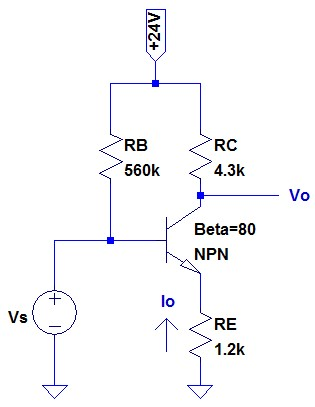 +24V
RB
560k
RC
4.3k
Vo
Beta=80
NPN
Vs
Io
RE
1.2k